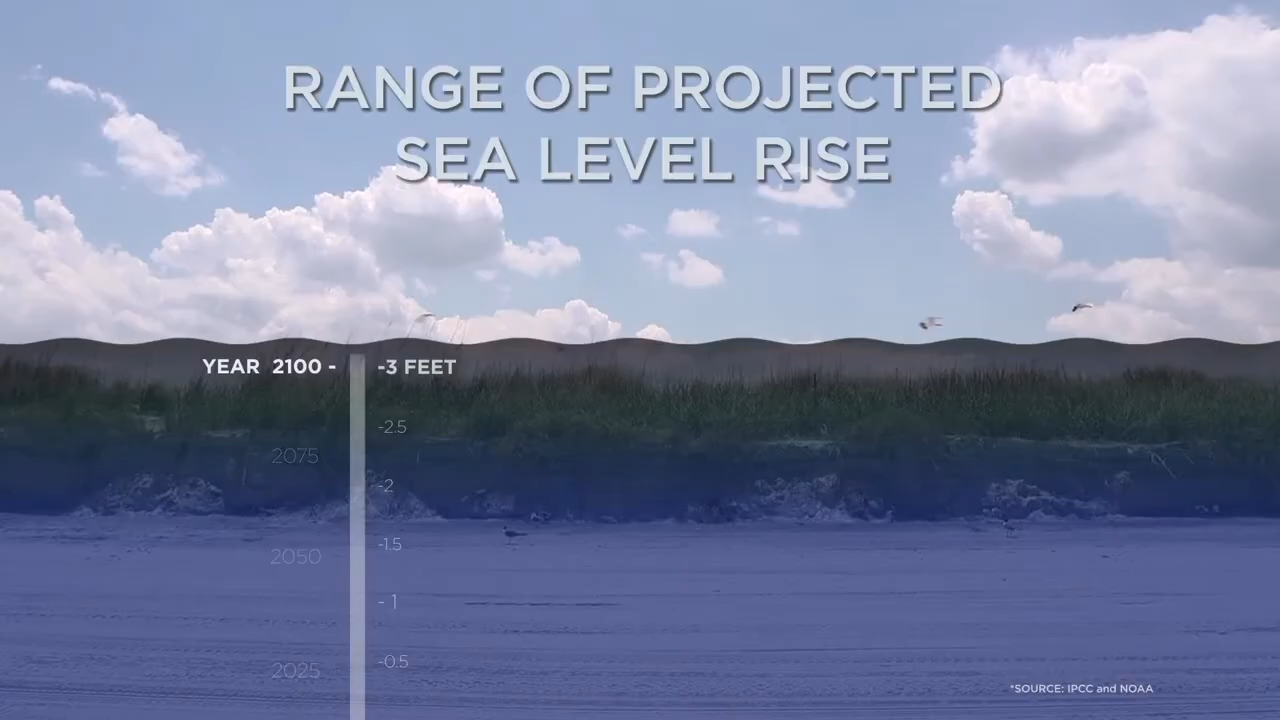 RANGE OF PROJECTED
SEA LEVEL RISE
YEAR 2100 - -3 FEET
-2.5
2075
-2
-1.5
2050
- 1
-0.5
2025
*SOURCE: IPCC and NOAA